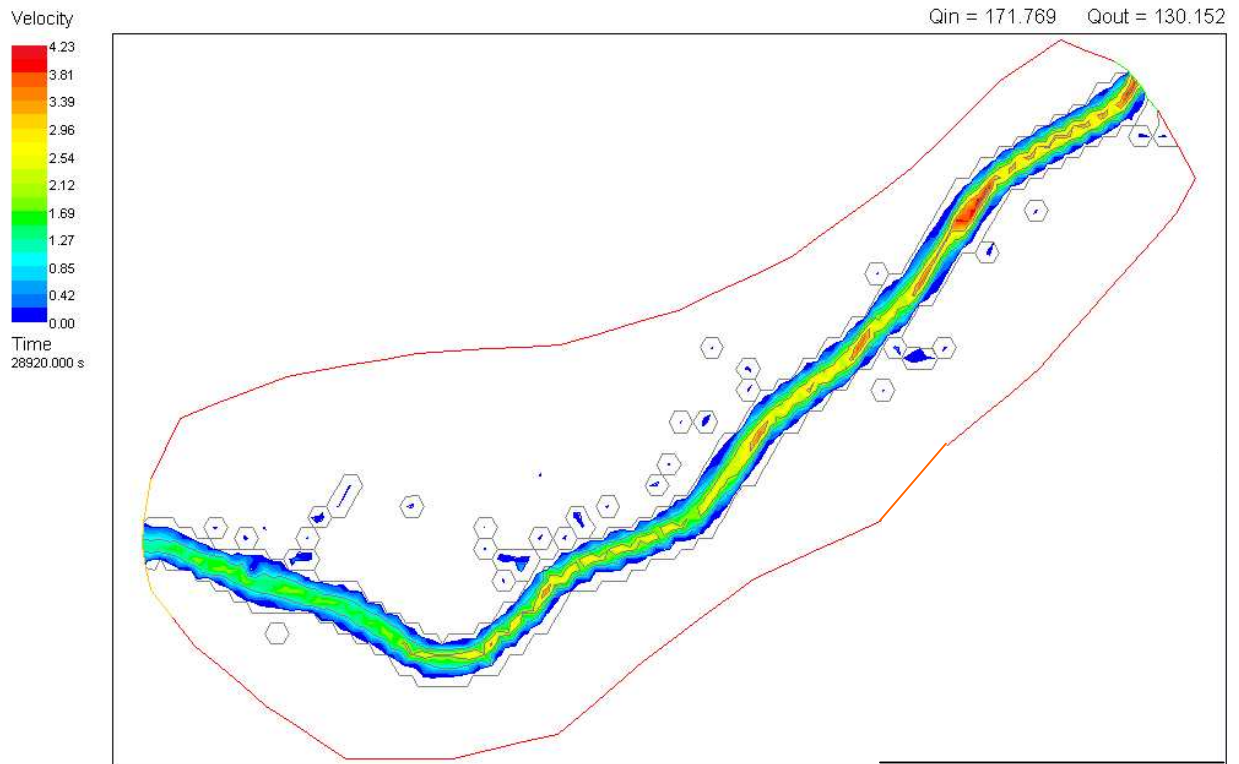 Qin = 171.769 Qout = 130.152
Velocity
4.23
3.81
3.39
2.96
2.54
2.12
1.69
1.27
0.85
0.42
0.00
Time
28920.000 s